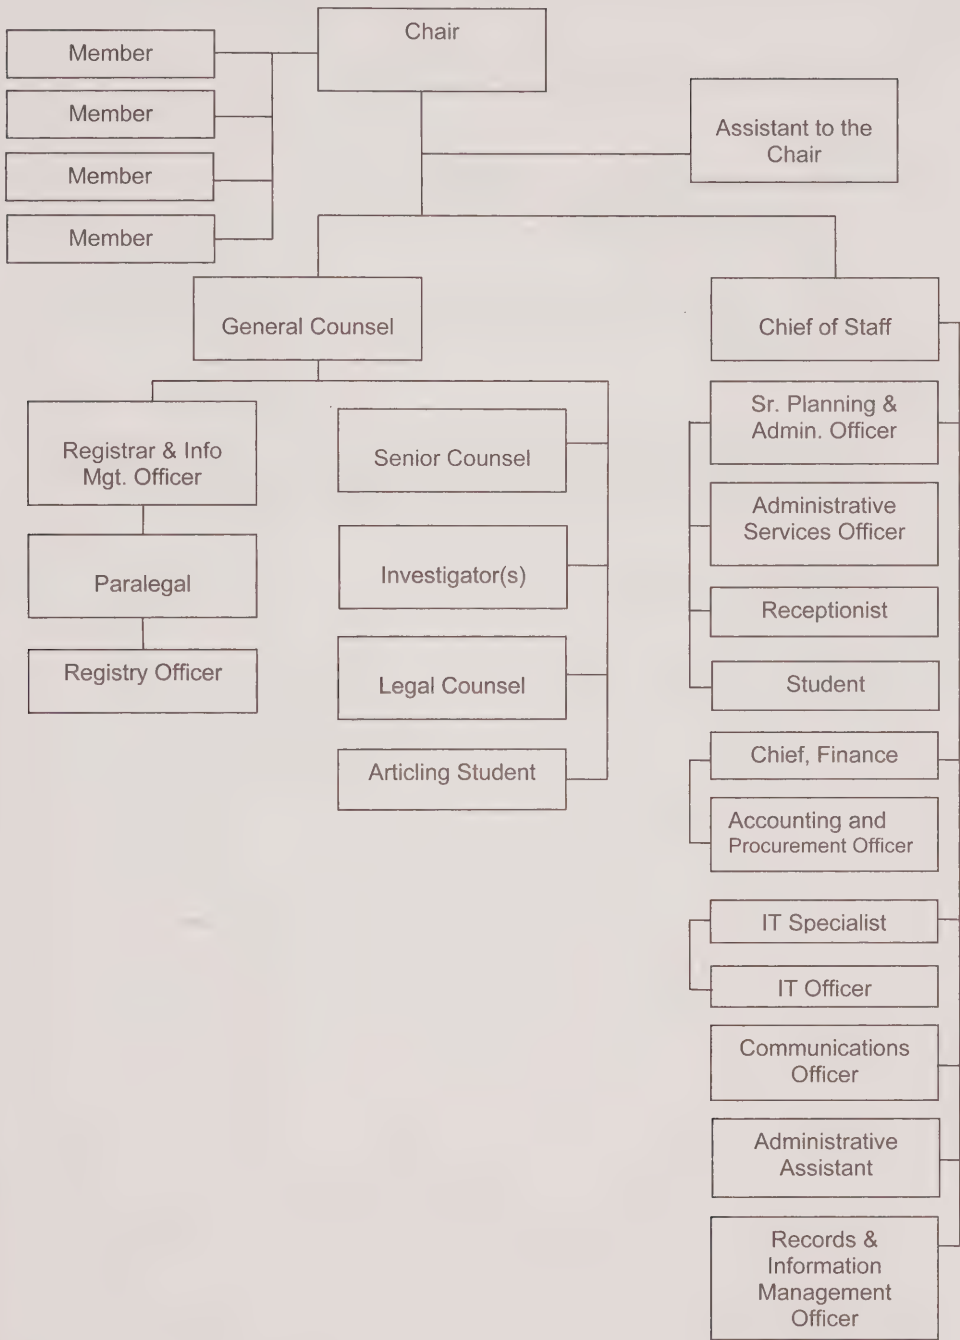 Chair
Member
Member
Member
Member
Assistant to the
Chair
General Counsel
Chief of Staff
Registrar & Info
Mgt. Officer
Paralegal
Registry Officer
Senior Counsel
Investigator(s)
Legal Counsel
Articling Student
Sr. Planning &
Admin. Officer
Administrative
Services Officer
Receptionist
Student
Chief, Finance
Accounting and
Procurement Officer
IT Specialist
IT Officer
Communications
Officer
Administrative
Assistant
Records &
Information
Management
Officer